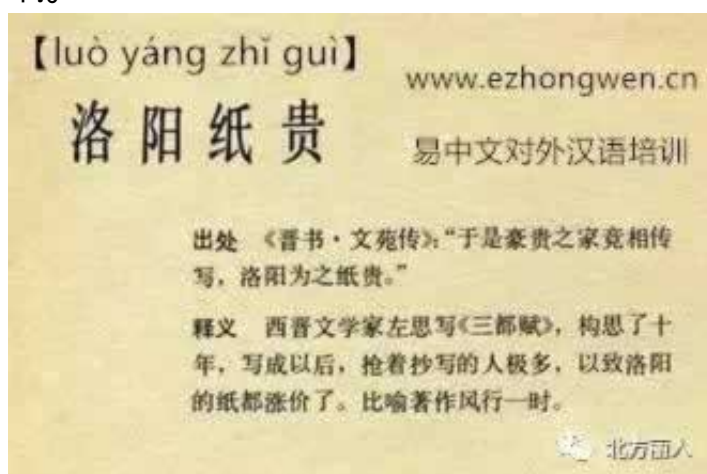 【luò yáng zhǐ guì】
www.ezhongwen.cn
洛阳纸贵
易中文对外汉语培训
出处 《晋书·文苑传》:“于是豪贵之家竞相传
写，洛阳为之纸贵。”
释义 西晋文学家左思写《三都赋》，构思了十
年，写成以后，抢着抄写的人极多，以致洛阳
的纸都涨价了。比喻著作风行一时。
北方丽人